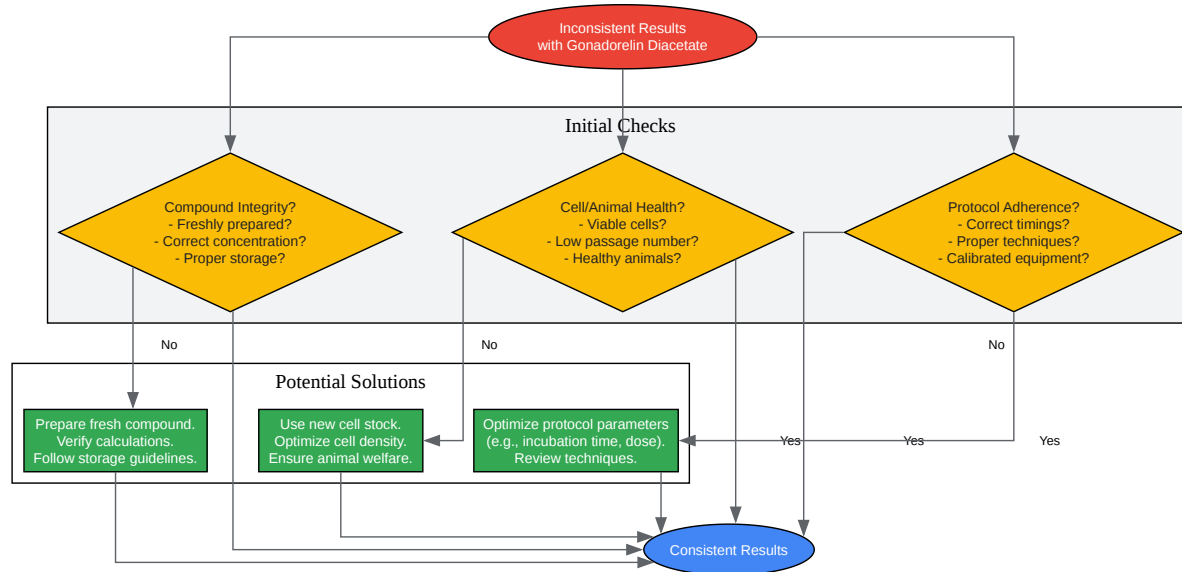 Inconsistent Results
with Gonadorelin Diacetate
Initial Checks
Compound Integrity?
- Freshly prepared?
- Correct concentration?
- Proper storage?
Cell/Animal Health?
- Viable cells?
- Low passage number?
- Healthy animals?
Protocol Adherence?
- Correct timings?
- Proper techniques?
- Calibrated equipment?
No
No
No
Potential Solutions
Prepare fresh compound.
Verify calculations.
Follow storage guidelines.
Use new cell stock.
Optimize cell density.
Ensure animal welfare.
Optimize protocol parameters
(e.g., incubation time, dose).
Review techniques.
Yes
Yes
Yes
Consistent Results